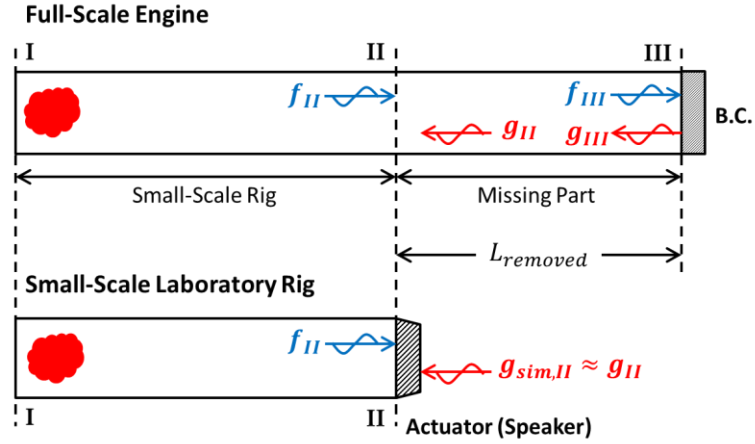 Full-Scale Engine
I II III
f_II f_III
B.C.
g_II g_III
Small-Scale Rig Missing Part
L_removed
Small-Scale Laboratory Rig
f_II
g_sim,II ≈ g_II
I II
Actuator (Speaker)